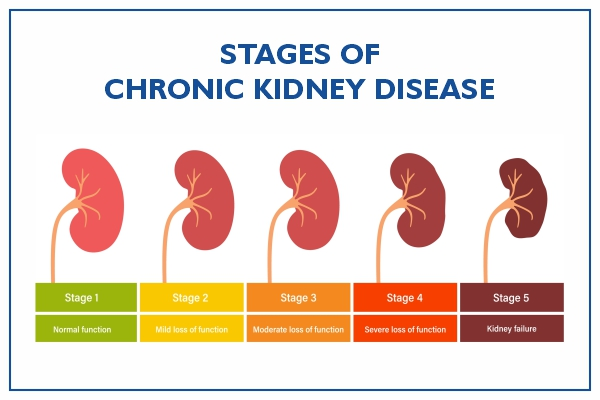 STAGES OF
CHRONIC KIDNEY DISEASE
Stage 1
Stage 2
Stage 3
Stage 4
Stage 5
Normal function
Mild loss of function
Moderate loss of function
Severe loss of function
Kidney failure